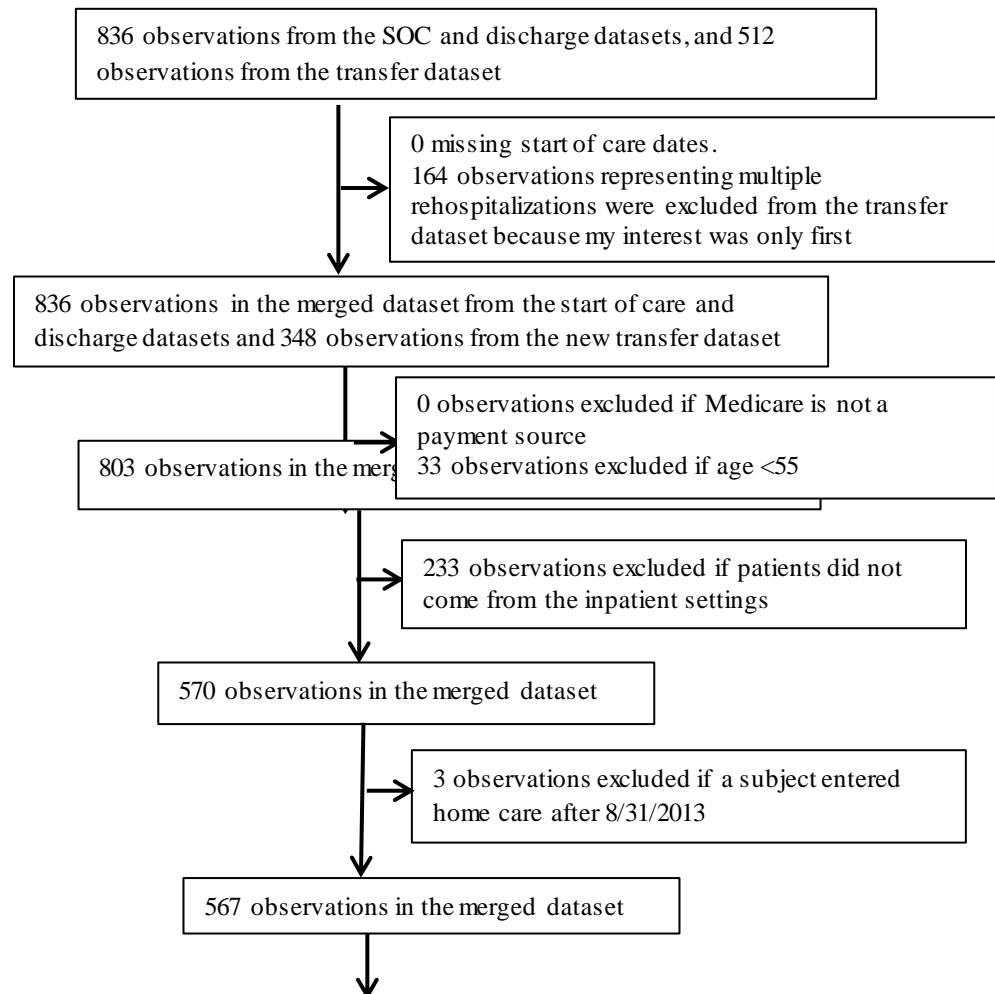 836 observations from the SOC and discharge datasets, and 512
observations from the transfer dataset
0 missing start of care dates.
164 observations representing multiple
rehospitalizations were excluded from the transfer
dataset because my interest was only first
836 observations in the merged dataset from the start of care and
discharge datasets and 348 observations from the new transfer dataset
0 observations excluded if Medicare is not a
payment source
33 observations excluded if age <55
803 observations in the
233 observations excluded if patients did not
come from the inpatient settings
570 observations in the merged dataset
3 observations excluded if a subject entered
home care after 8/31/2013
567 observations in the merged dataset